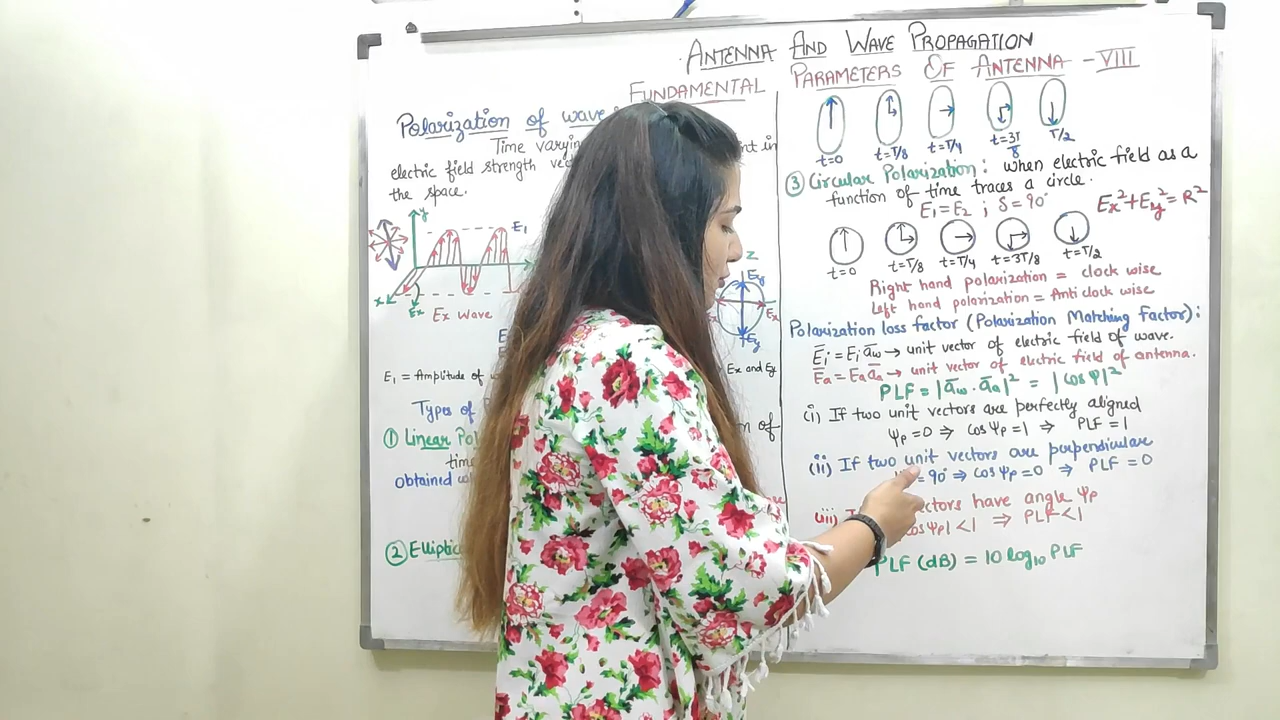 ANTENNA AND WAVE PROPAGATION
FUNDAMENTAL PARAMETERS OF ANTENNA - VIII
Polarization of wave
Time varying
nt in
electric field strength
the space.
y
E₁
x
Ex
Ex Wave
z
Ey
Ex
Ey
E₁ = Amplitude of
Ex and Ey
Types of
of
① Linear Pol
time
obtained
② Elliptic
t=0 t=T/8 t=T/4 t=3T/8 T/2
③ Circular Polarization: when electric field as a
function of time traces a circle.
E₁=E₂ ; δ=90° Ex²+Ey²=R²
t=0 t=T/8 t=T/4 t=3T/8 t=T/2
Right hand polarization = clock wise
Left hand polarization = Anti clock wise
Polarization loss factor (Polarization Matching Factor):
E̅i = Ei a̅w → unit vector of electric field of wave.
E̅a = Ea a̅a → unit vector of electric field of antenna.
PLF = |a̅w . a̅a|² = |cos ψ|²
(i) If two unit vectors are perfectly aligned
ψp=0 ⇒ cos ψp=1 ⇒ PLF=1
(ii) If two unit vectors are perpendicular
= 90° ⇒ cos ψp=0 ⇒ PLF=0
(iii) vectors have angle ψp
cos ψp| <1 ⇒ PLF<1
PLF (dB) = 10 log₁₀ PLF